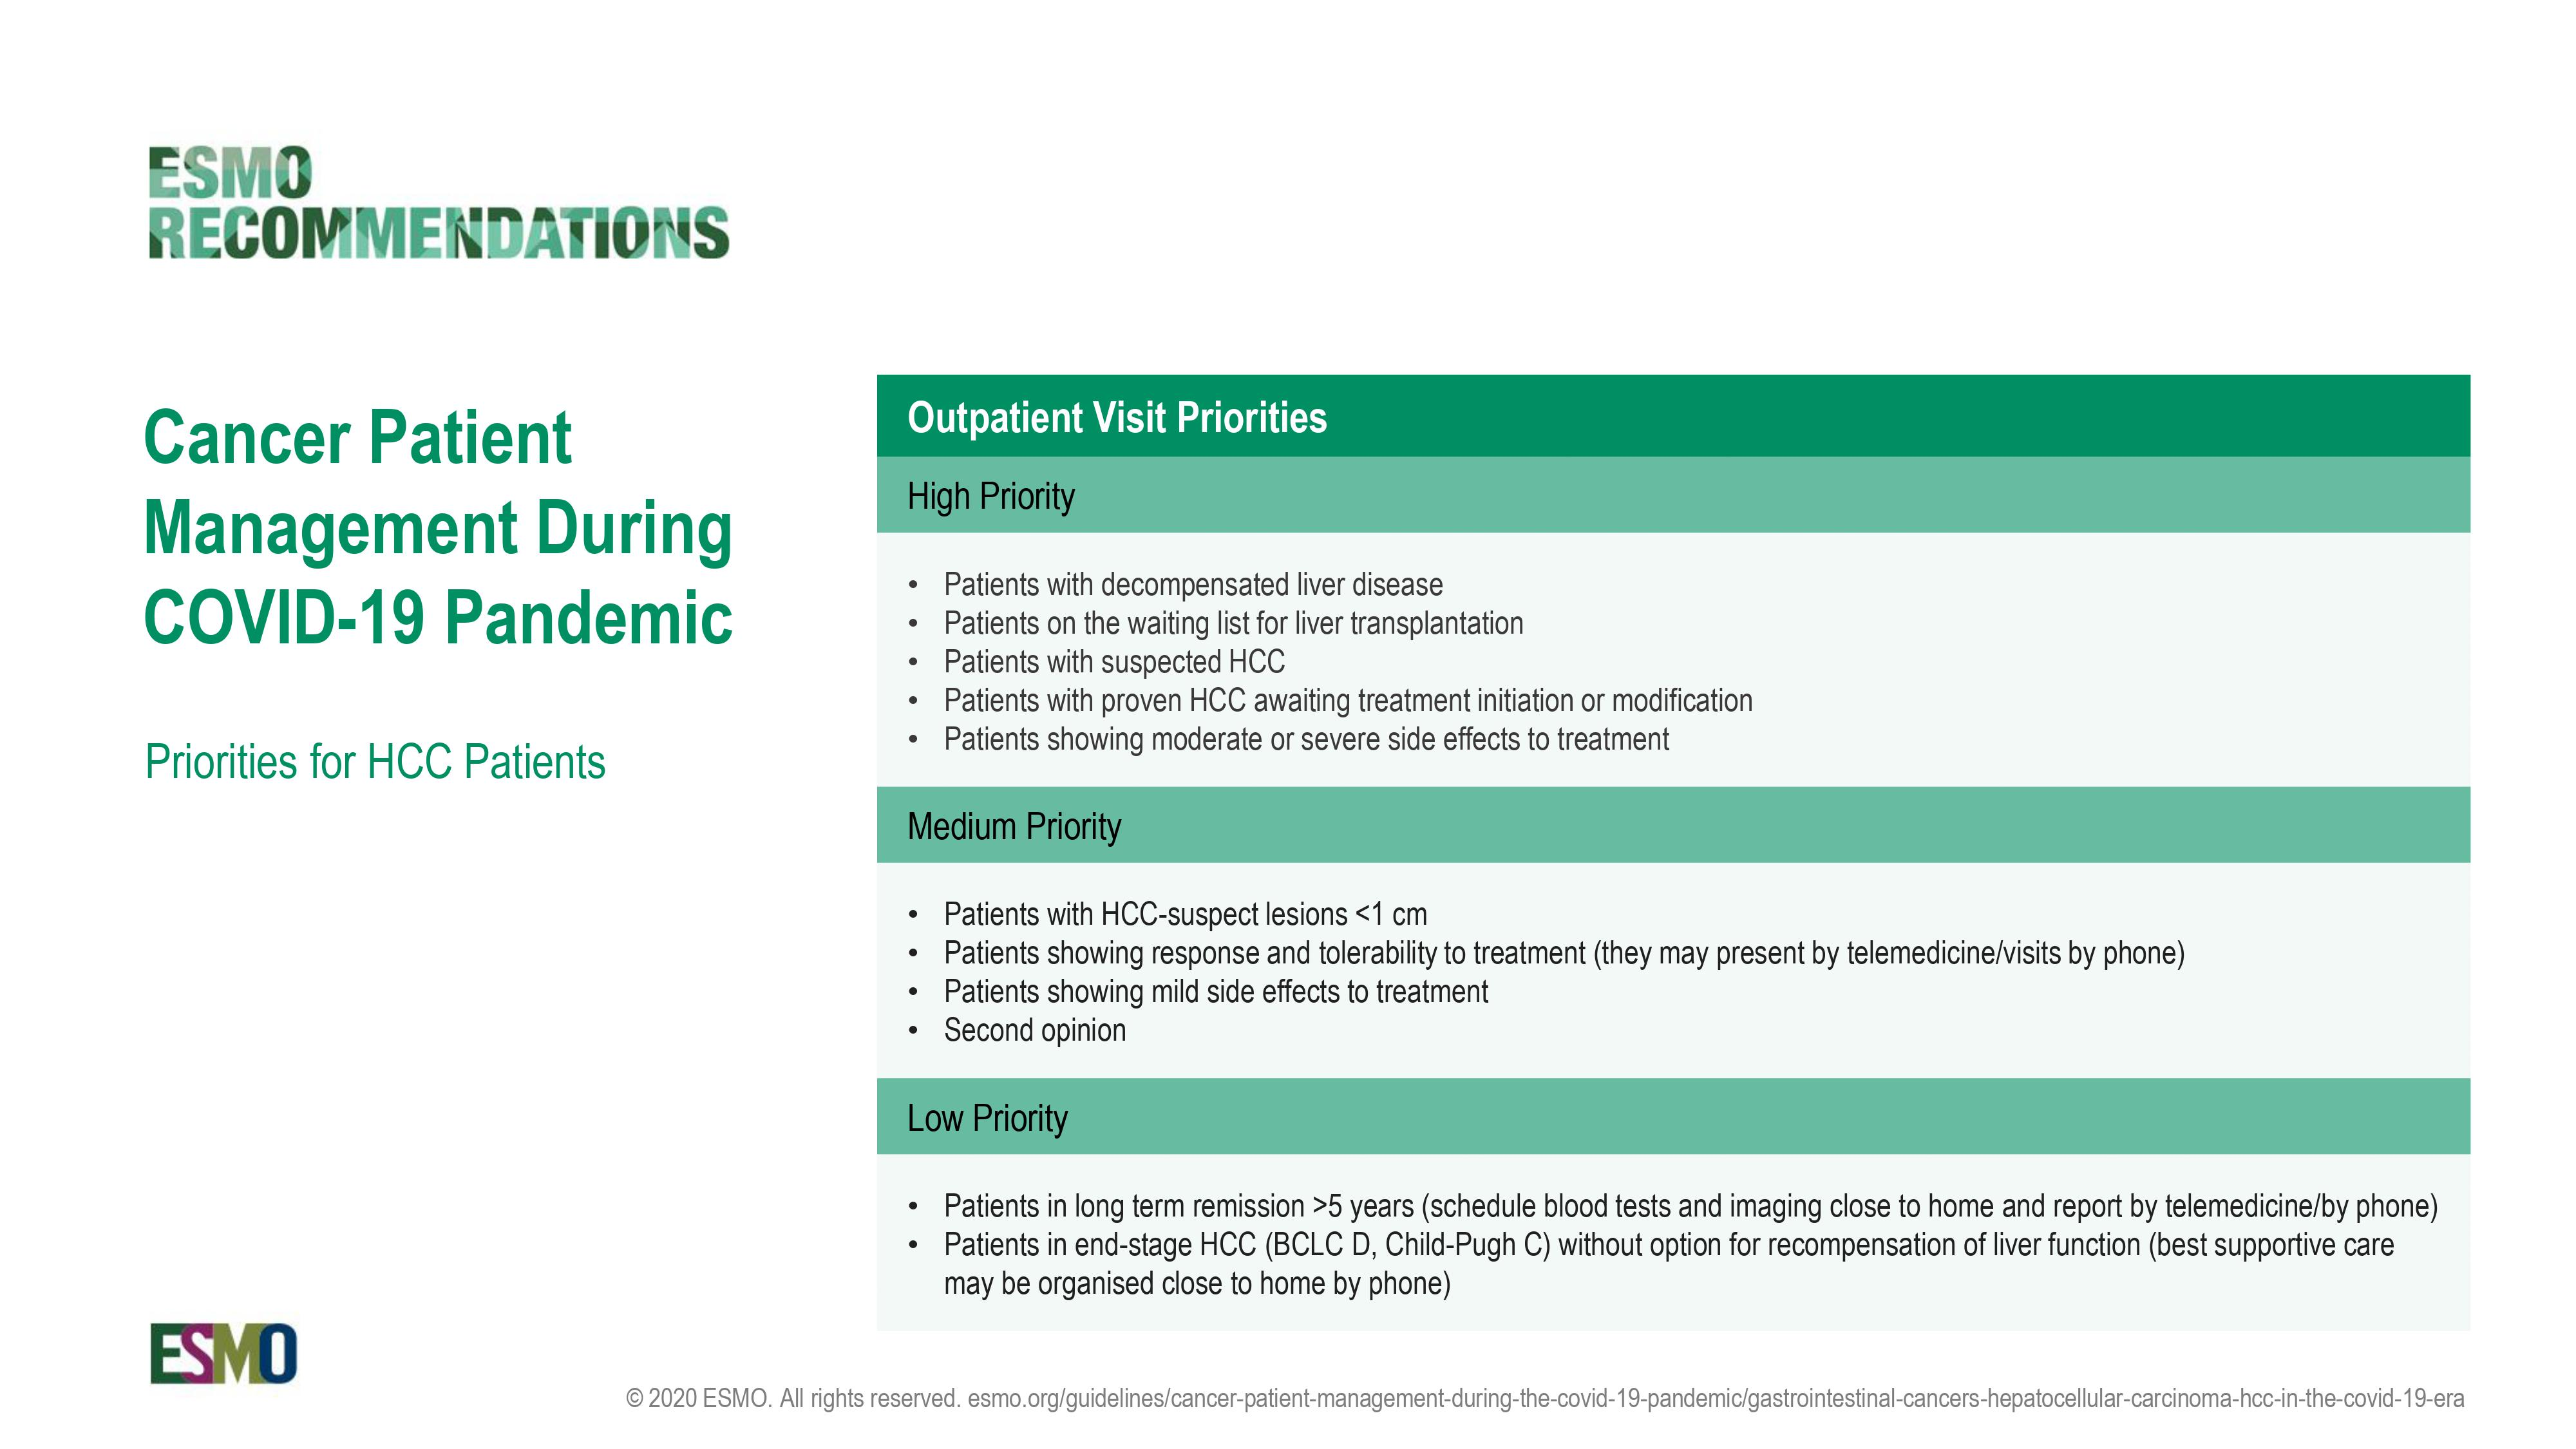 ESMO
RECOMMENDATIONS
Cancer Patient
Management During
COVID-19 Pandemic
Priorities for HCC Patients
Outpatient Visit Priorities
High Priority
• Patients with decompensated liver disease
• Patients on the waiting list for liver transplantation
• Patients with suspected HCC
• Patients with proven HCC awaiting treatment initiation or modification
• Patients showing moderate or severe side effects to treatment
Medium Priority
• Patients with HCC-suspect lesions <1 cm
• Patients showing response and tolerability to treatment (they may present by telemedicine/visits by phone)
• Patients showing mild side effects to treatment
• Second opinion
Low Priority
• Patients in long term remission >5 years (schedule blood tests and imaging close to home and report by telemedicine/by phone)
• Patients in end-stage HCC (BCLC D, Child-Pugh C) without option for recompensation of liver function (best supportive care
may be organised close to home by phone)
ESMO
© 2020 ESMO. All rights reserved. esmo.org/guidelines/cancer-patient-management-during-the-covid-19-pandemic/gastrointestinal-cancers-hepatocellular-carcinoma-hcc-in-the-covid-19-era